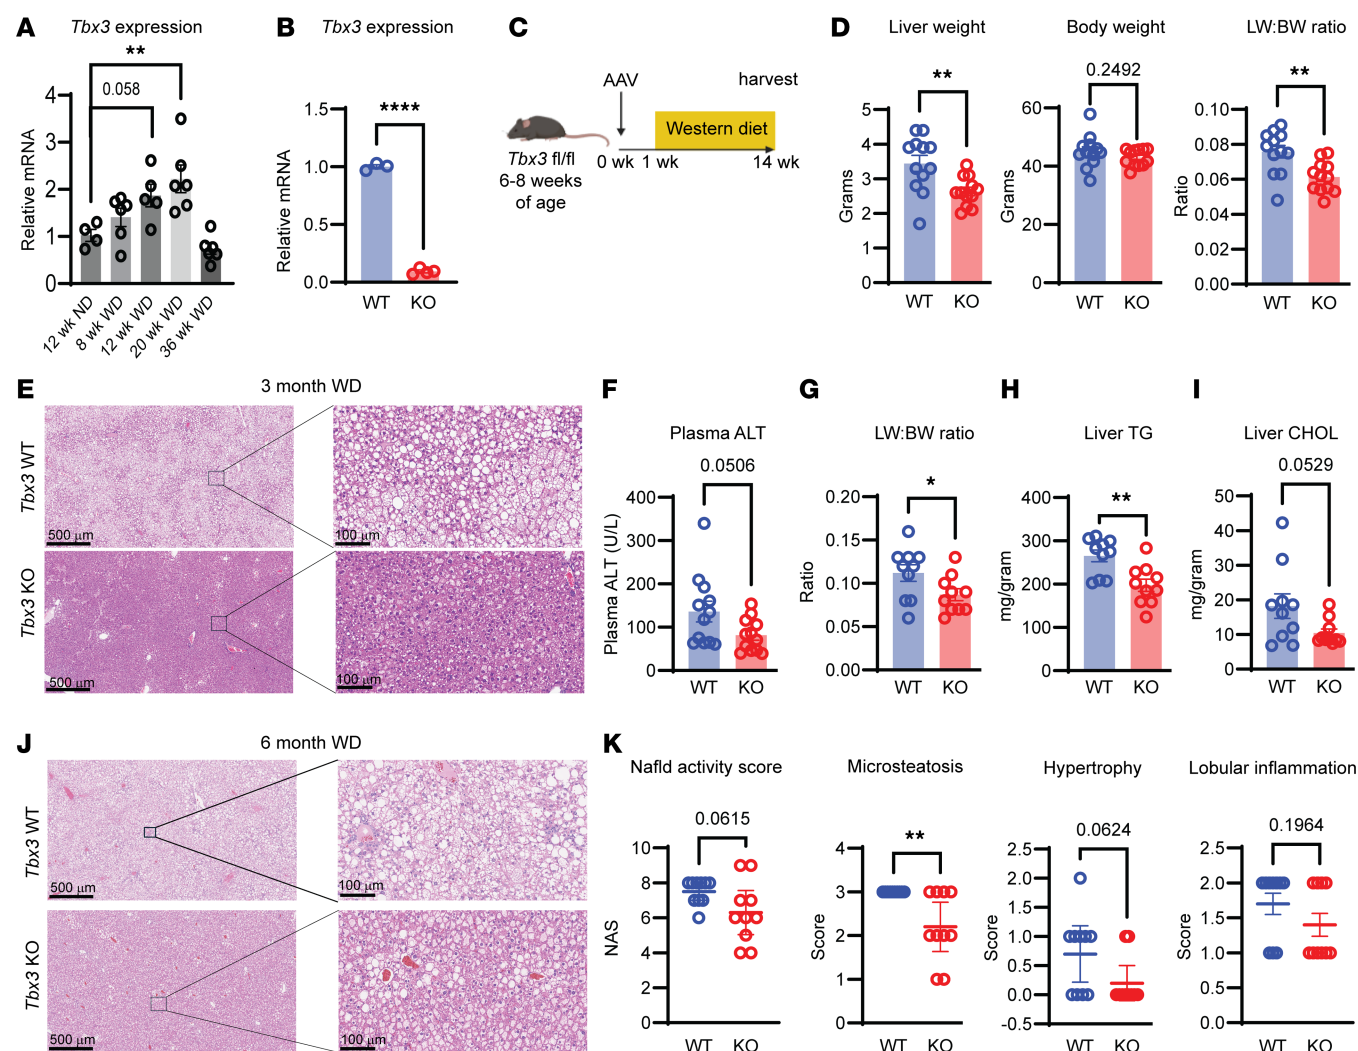 A
Tbx3 expression
**
0.058
4
3
2
1
0
Relative mRNA
12 wk ND
8 wk WD
12 wk WD
20 wk WD
36 wk WD
B
Tbx3 expression
****
1.5
1.0
0.5
0.0
Relative mRNA
WT KO
C
AAV
harvest
Western diet
Tbx3 fl/fl
6-8 weeks
of age
0 wk 1 wk 14 wk
D
Liver weight
**
5
4
3
2
1
0
Grams
WT KO
Body weight
0.2492
60
40
20
0
Grams
WT KO
LW:BW ratio
**
0.10
0.08
0.06
0.04
0.02
0.00
Ratio
WT KO
E
3 month WD
Tbx3 WT
500 µm
100 µm
Tbx3 KO
500 µm
100 µm
F
Plasma ALT
0.0506
400
300
200
100
0
Plasma ALT (U/L)
WT KO
G
LW:BW ratio
*
0.20
0.15
0.10
0.05
0.00
Ratio
WT KO
H
Liver TG
**
400
300
200
100
0
mg/gram
WT KO
I
Liver CHOL
0.0529
50
40
30
20
10
0
mg/gram
WT KO
J
6 month WD
Tbx3 WT
500 µm
100 µm
Tbx3 KO
500 µm
100 µm
K
Nafld activity score
0.0615
10
8
6
4
2
0
NAS
WT KO
Microsteatosis
**
4
3
2
1
0
Score
WT KO
Hypertrophy
0.0624
2.5
2.0
1.5
1.0
0.5
0.0
-0.5
Score
WT KO
Lobular inflammation
0.1964
2.5
2.0
1.5
1.0
0.5
0.0
Score
WT KO